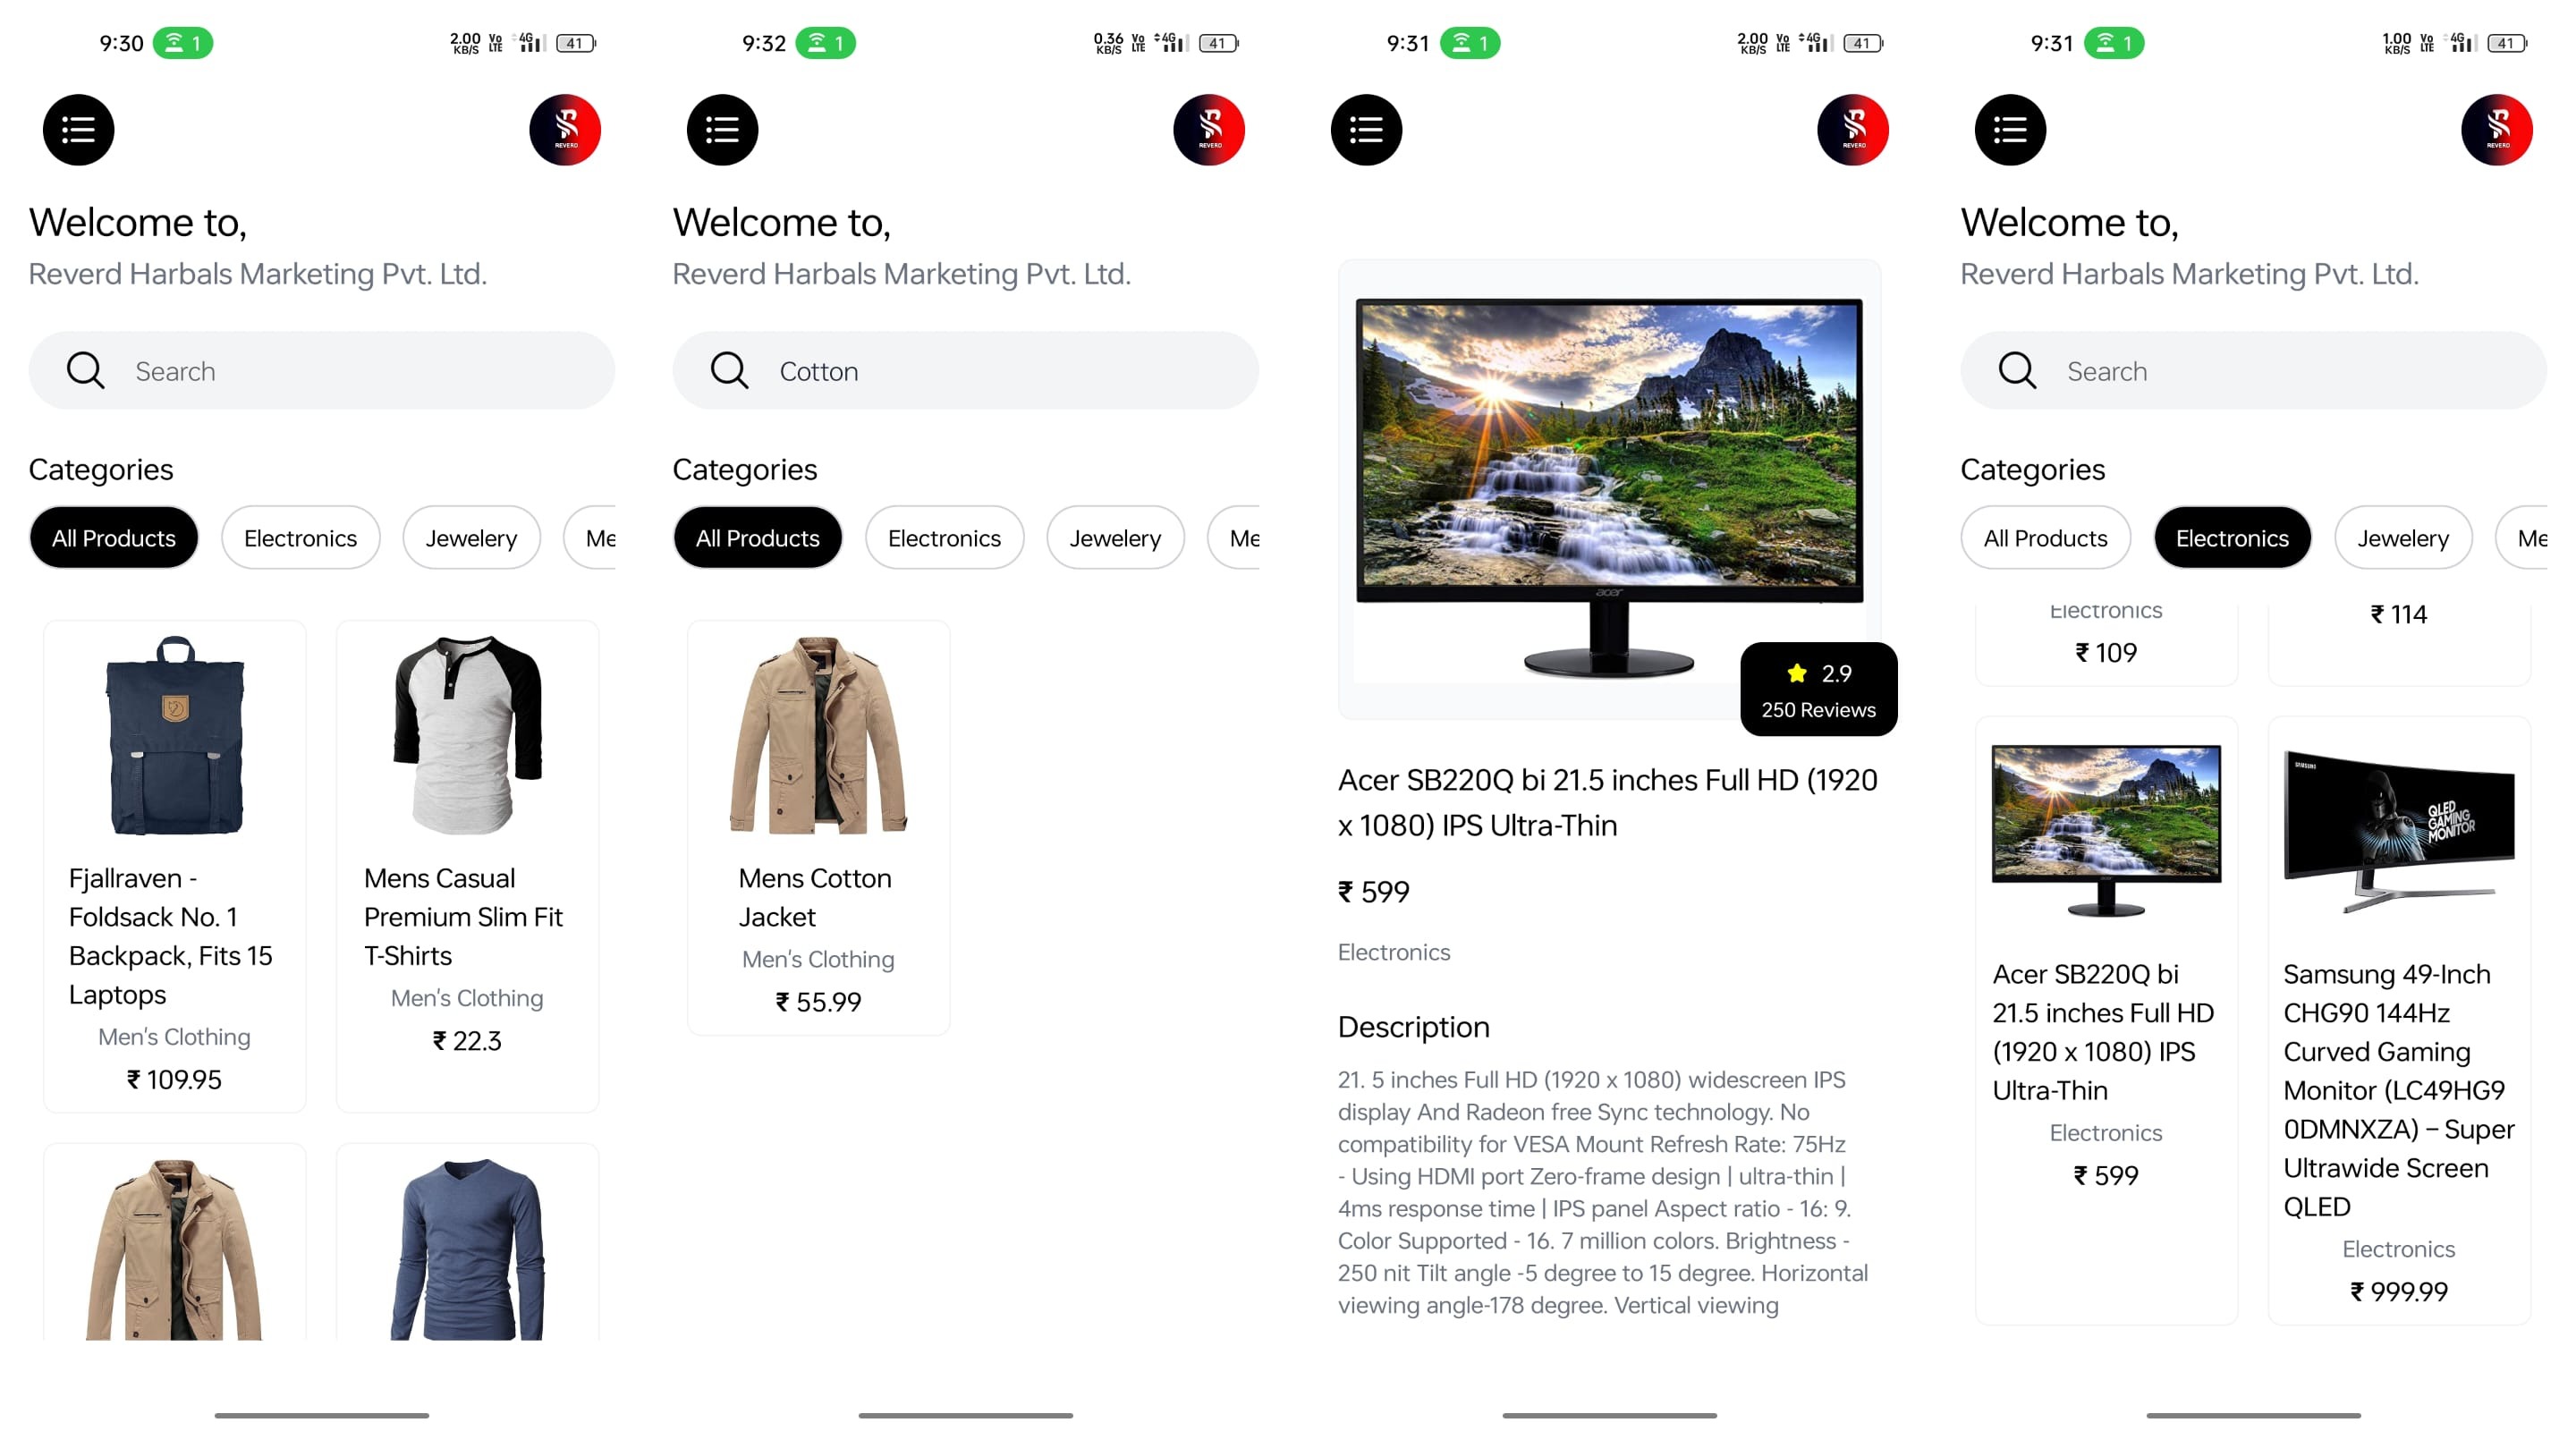 9:30
1
2.00
KB/S
Vo
LTE
4G
41
REVERD
Welcome to,
Reverd Harbals Marketing Pvt. Ltd.
Search
Categories
All Products
Electronics
Jewelery
Me
Fjallraven -
Foldsack No. 1
Backpack, Fits 15
Laptops
Men's Clothing
₹ 109.95
Mens Casual
Premium Slim Fit
T-Shirts
Men's Clothing
₹ 22.3
9:32
1
0.36
KB/S
Vo
LTE
4G
41
REVERD
Welcome to,
Reverd Harbals Marketing Pvt. Ltd.
Cotton
Categories
All Products
Electronics
Jewelery
Me
Mens Cotton
Jacket
Men's Clothing
₹ 55.99
9:31
1
2.00
KB/S
Vo
LTE
4G
41
REVERD
acer
2.9
250 Reviews
Acer SB220Q bi 21.5 inches Full HD (1920
x 1080) IPS Ultra-Thin
₹ 599
Electronics
Description
21. 5 inches Full HD (1920 x 1080) widescreen IPS
display And Radeon free Sync technology. No
compatibility for VESA Mount Refresh Rate: 75Hz
- Using HDMI port Zero-frame design | ultra-thin |
4ms response time | IPS panel Aspect ratio - 16: 9.
Color Supported - 16. 7 million colors. Brightness -
250 nit Tilt angle -5 degree to 15 degree. Horizontal
viewing angle-178 degree. Vertical viewing
9:31
1
1.00
KB/S
Vo
LTE
4G
41
REVERD
Welcome to,
Reverd Harbals Marketing Pvt. Ltd.
Search
Categories
All Products
Electronics
Jewelery
Me
Electronics
₹ 109
₹ 114
Acer SB220Q bi
21.5 inches Full HD
(1920 x 1080) IPS
Ultra-Thin
Electronics
₹ 599
SAMSUNG
QLED
GAMING
MONITOR
Samsung 49-Inch
CHG90 144Hz
Curved Gaming
Monitor (LC49HG9
0DMNXZA) – Super
Ultrawide Screen
QLED
Electronics
₹ 999.99